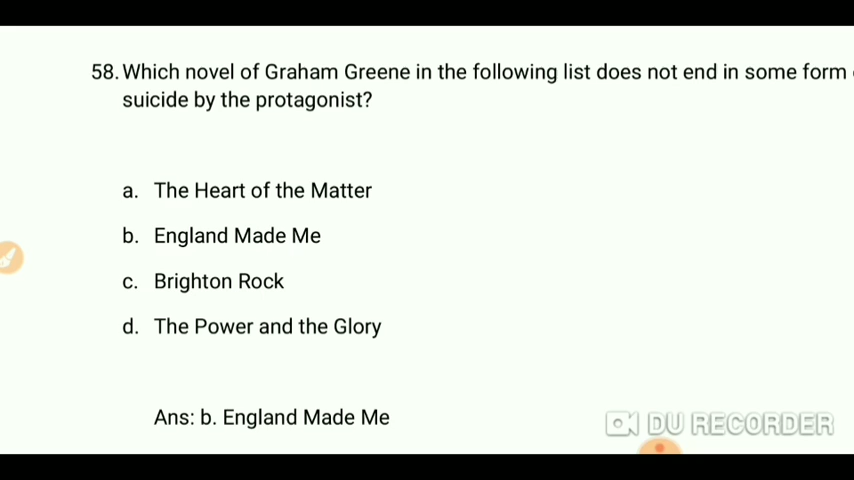 58. Which novel of Graham Greene in the following list does not end in some form
suicide by the protagonist?
a. The Heart of the Matter
b. England Made Me
c. Brighton Rock
d. The Power and the Glory
Ans: b. England Made Me
DU RECORDER